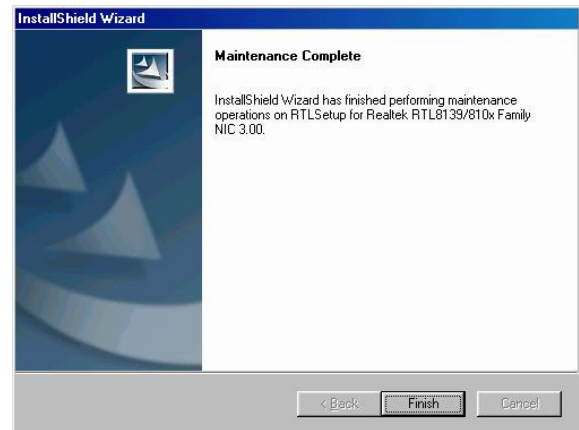 InstallShield Wizard
Maintenance Complete
InstallShield Wizard has finished performing maintenance
operations on RTLSetup for Realtek RTL8139/810x Family
NIC 3.00.
< Back
Finish
Cancel